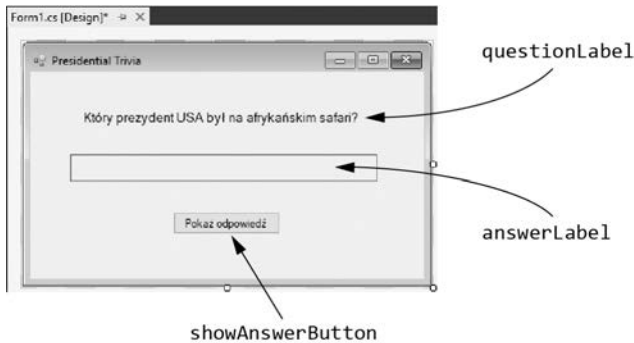 Form1.cs [Design]*
Presidential Trivia
questionLabel
Który prezydent USA był na afrykańskim safari?
answerLabel
Pokaż odpowiedź
showAnswerButton